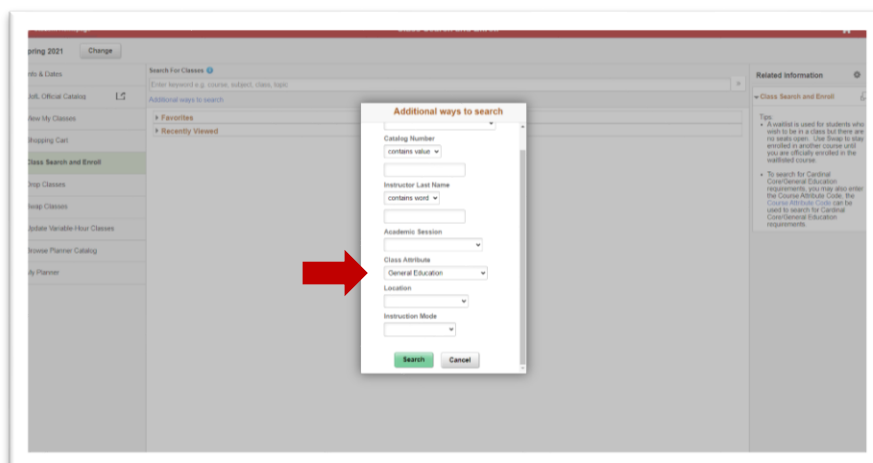 Class Search and Enroll
pring 2021
Change
nfo & Dates
UofL Official Catalog
View My Classes
Shopping Cart
Class Search and Enroll
Drop Classes
Swap Classes
Update Variable-Hour Classes
Browse Planner Catalog
My Planner
Search For Classes
Enter keyword e.g. course, subject, class, topic
Additional ways to search
Favorites
Recently Viewed
Additional ways to search
Catalog Number
contains value
Instructor Last Name
contains word
Academic Session
Class Attribute
General Education
Location
Instruction Mode
Search
Cancel
Related Information
Class Search and Enroll
Tips:
• A waitlist is used for students who
wish to be in a class but there are
no seats open. Use Swap to stay
enrolled in another course until
you are officially enrolled in the
waitlisted course.
• To search for Cardinal
Core/General Education
requirements, you may also enter
the Course Attribute Code, the
Course Attribute Code can be
used to search for Cardinal
Core/General Education
requirements.